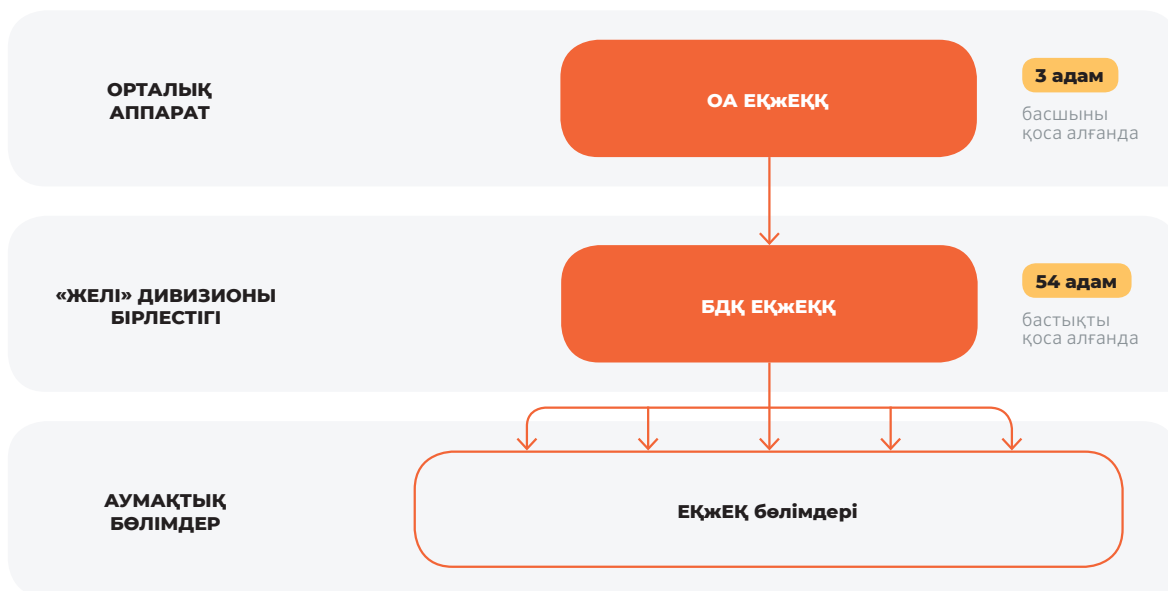 ОРТАЛЫҚ
АППАРАТ
ОА ЕҚжЕҚҚ
3 адам
басшыны
қоса алғанда
«ЖЕЛІ» ДИВИЗИОНЫ
БІРЛЕСТІГІ
БДҚ ЕҚжЕҚҚ
54 адам
бастықты
қоса алғанда
АУМАҚТЫҚ
БӨЛІМДЕР
ЕҚжЕҚ бөлімдері